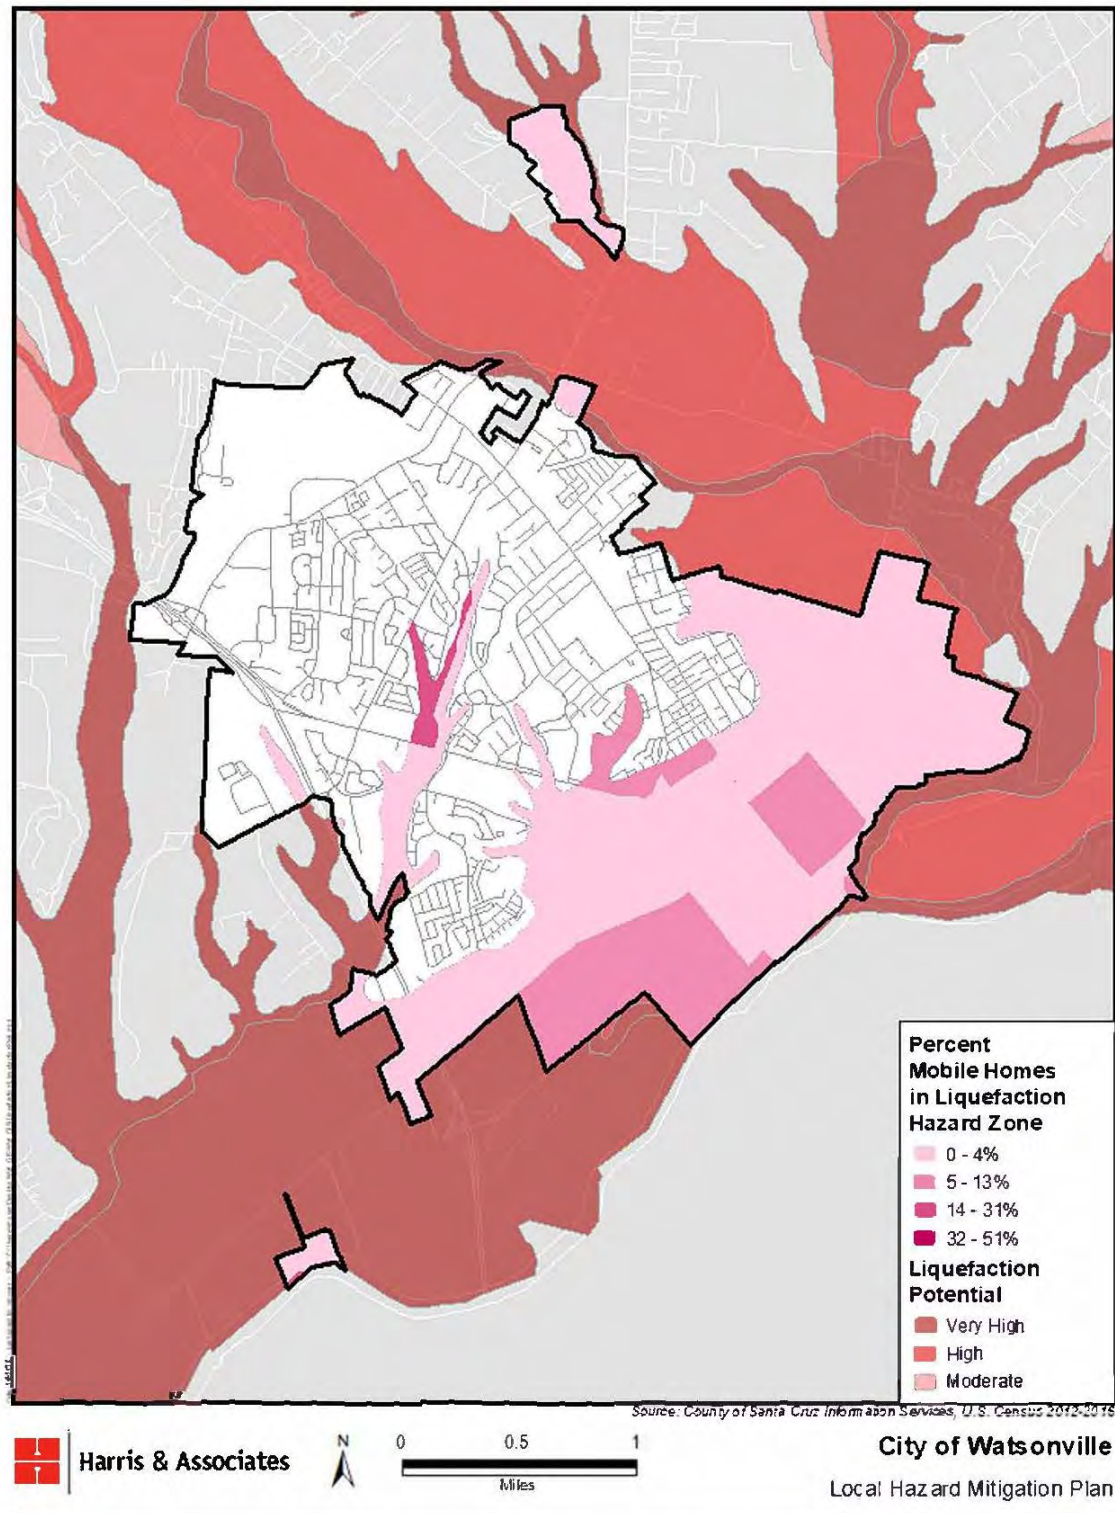 Percent
Mobile Homes
in Liquefaction
Hazard Zone
0 - 4%
5 - 13%
14 - 31%
32 - 51%
Liquefaction
Potential
Very High
High
Moderate
Source: County of Santa Cruz Information Services, U.S. Census 2012-2016
Harris & Associates
N
0 0.5 1
Miles
City of Watsonville
Local Hazard Mitigation Plan